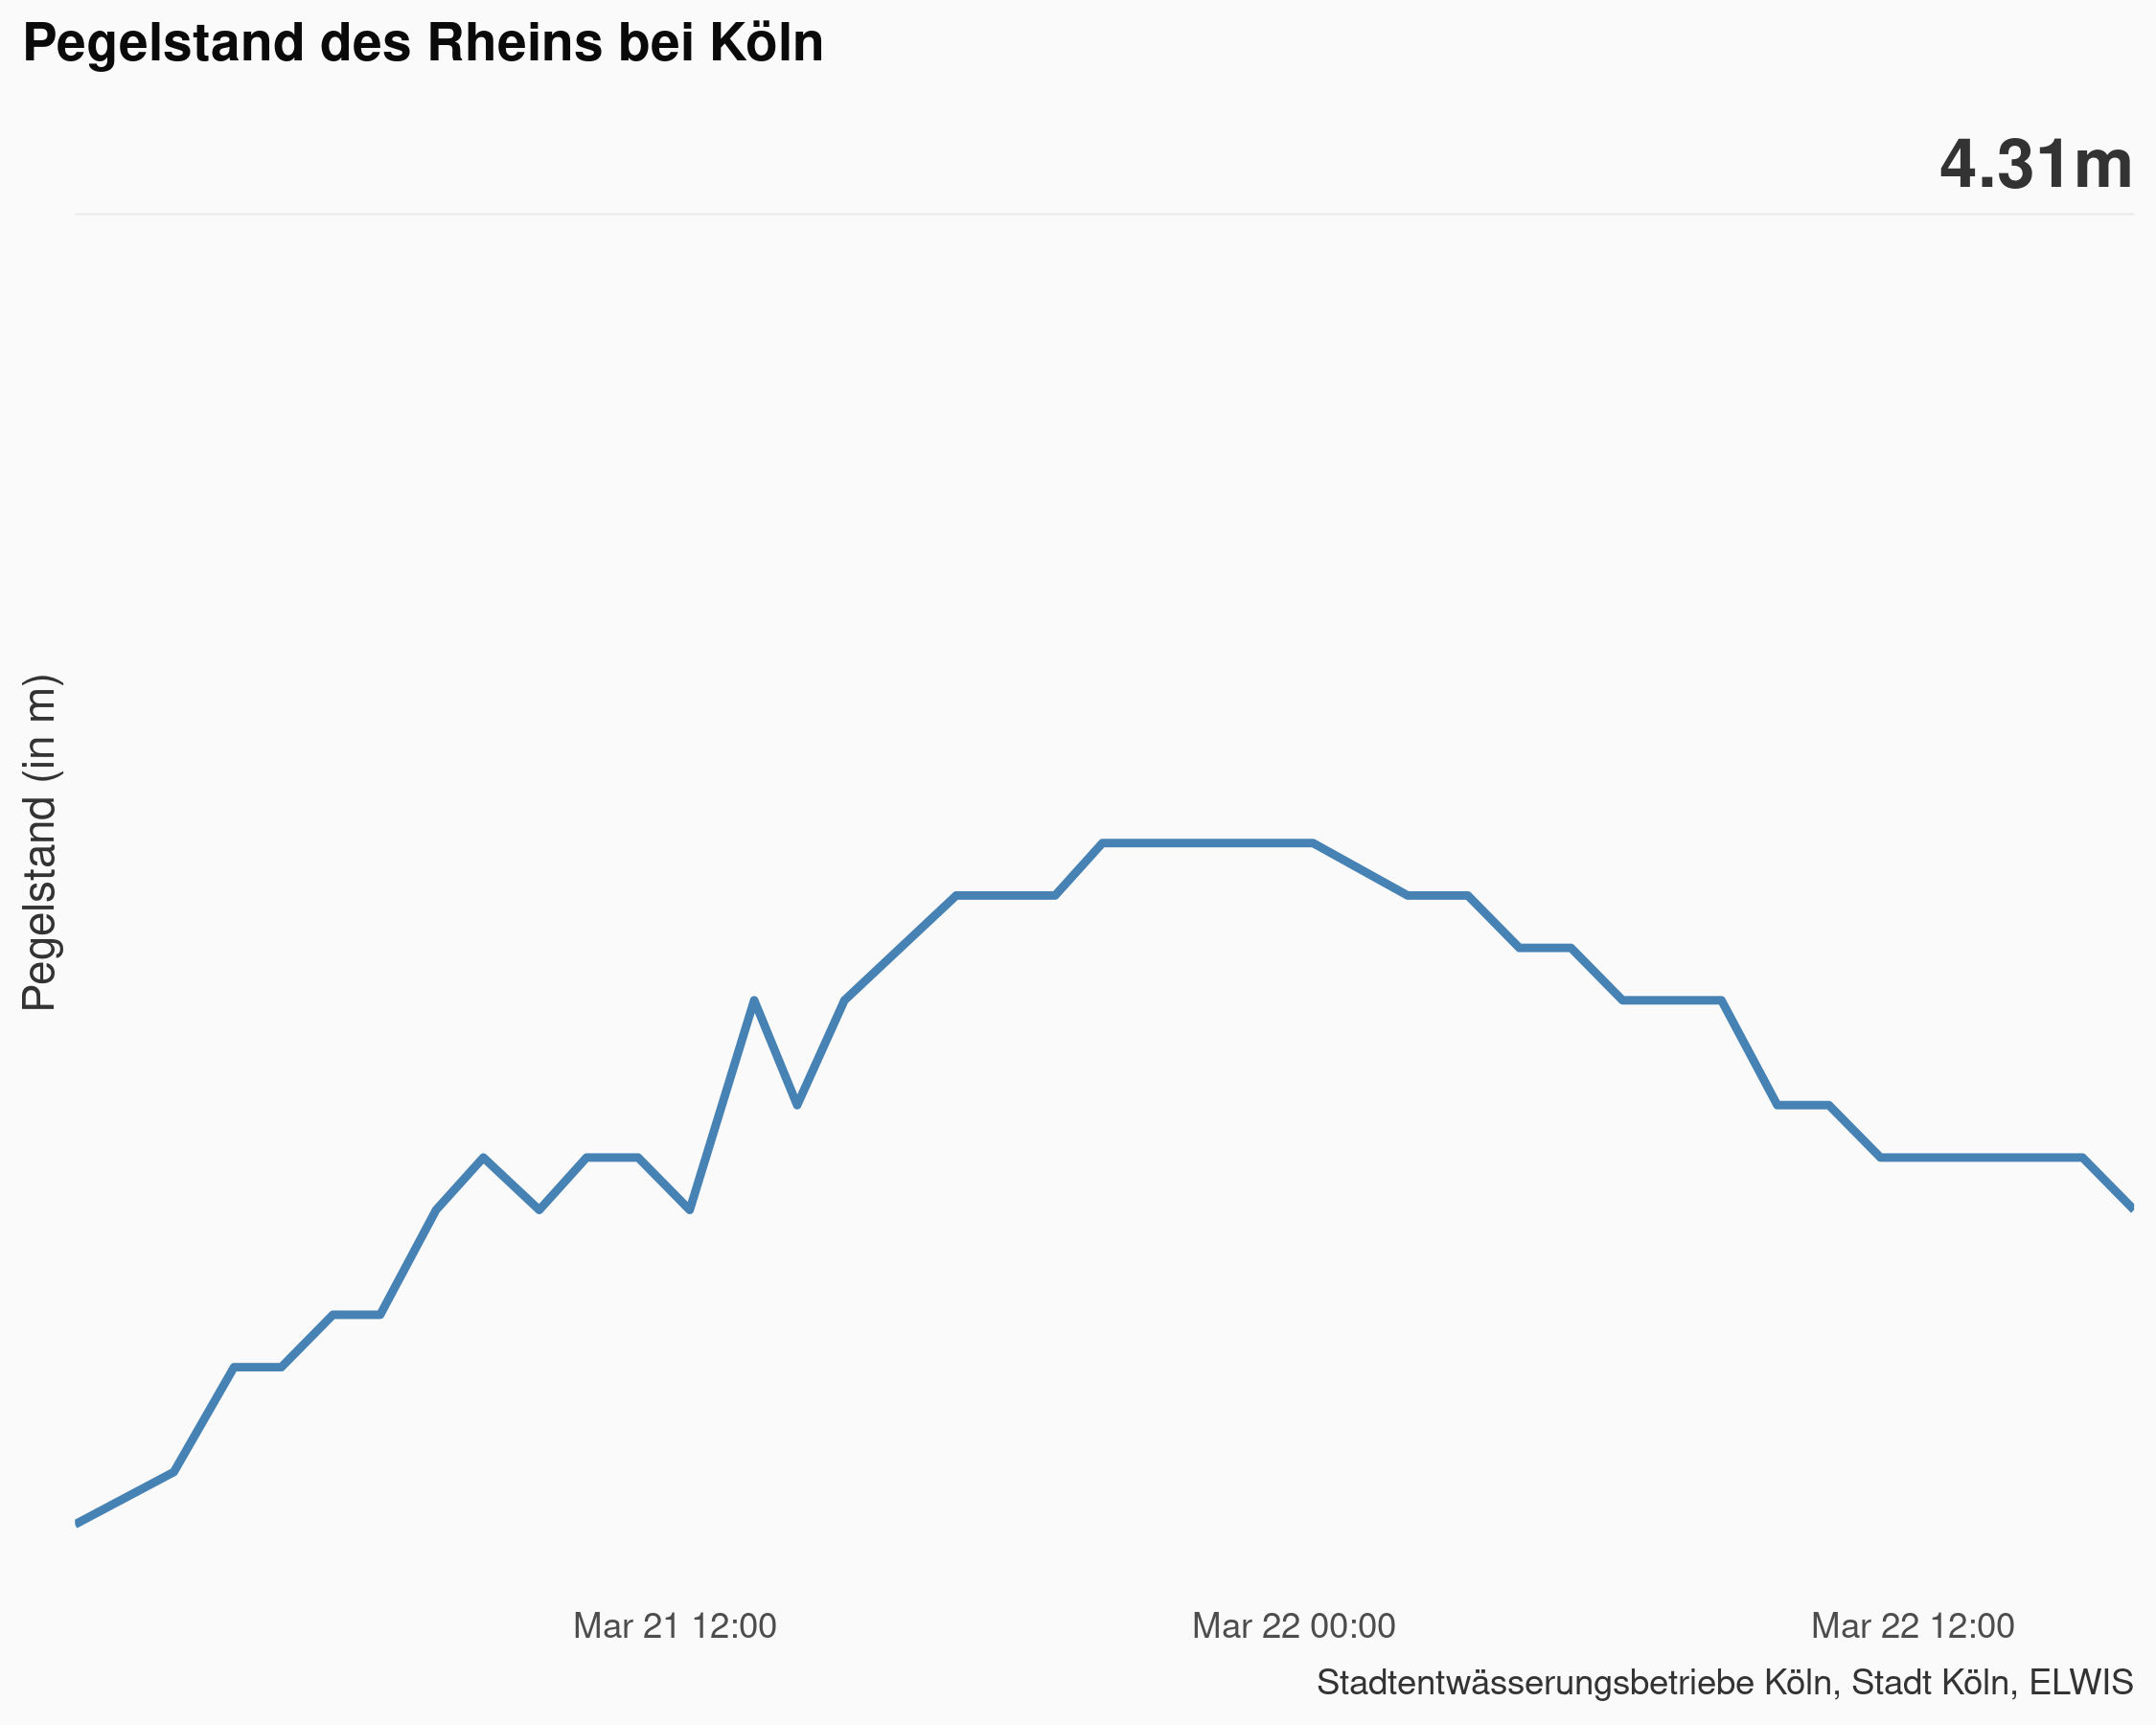 Pegelstand des Rheins bei Köln
4.31m
Pegelstand (in m)
Mar 21 12:00
Mar 22 00:00
Mar 22 12:00
Stadtentwässerungsbetriebe Köln, Stadt Köln, ELWIS